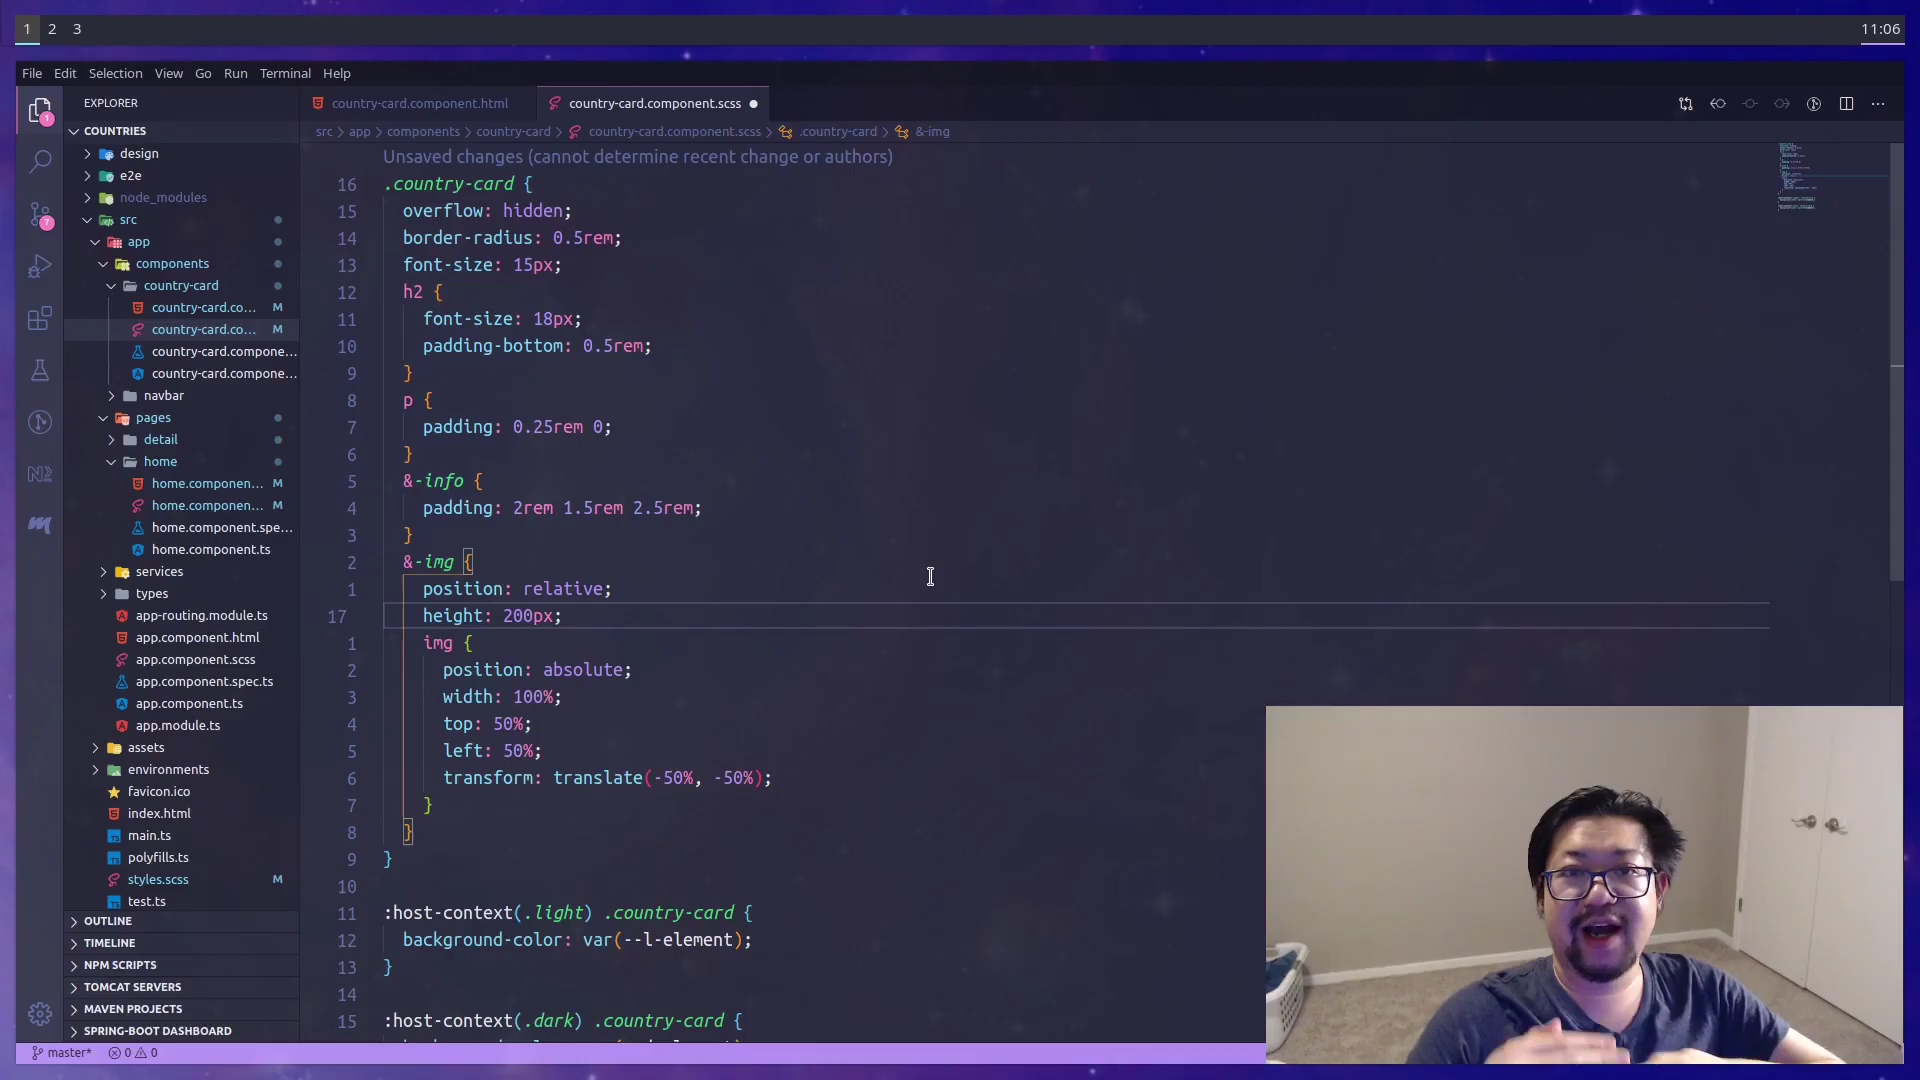 1 2 3
11:06
File Edit Selection View Go Run Terminal Help
EXPLORER
COUNTRIES
design
e2e
node_modules
src
app
components
country-card
country-card.co... M
country-card.co... M
country-card.compone...
country-card.compone...
navbar
pages
detail
home
home.componen... M
home.componen... M
home.component.spe...
home.component.ts
services
types
app-routing.module.ts
app.component.html
app.component.scss
app.component.spec.ts
app.component.ts
app.module.ts
assets
environments
favicon.ico
index.html
main.ts
polyfills.ts
styles.scss M
test.ts
OUTLINE
TIMELINE
NPM SCRIPTS
TOMCAT SERVERS
MAVEN PROJECTS
SPRING-BOOT DASHBOARD
1
7
country-card.component.html country-card.component.scss
src > app > components > country-card > country-card.component.scss > .country-card > &-img
Unsaved changes (cannot determine recent change or authors)
16 .country-card {
15 overflow: hidden;
14 border-radius: 0.5rem;
13 font-size: 15px;
12 h2 {
11 font-size: 18px;
10 padding-bottom: 0.5rem;
9 }
8 p {
7 padding: 0.25rem 0;
6 }
5 &-info {
4 padding: 2rem 1.5rem 2.5rem;
3 }
2 &-img {
1 position: relative;
17 height: 200px;
1 img {
2 position: absolute;
3 width: 100%;
4 top: 50%;
5 left: 50%;
6 transform: translate(-50%, -50%);
7 }
8 }
9 }
10
11 :host-context(.light) .country-card {
12 background-color: var(--l-element);
13 }
14
15 :host-context(.dark) .country-card {
master* 0 0